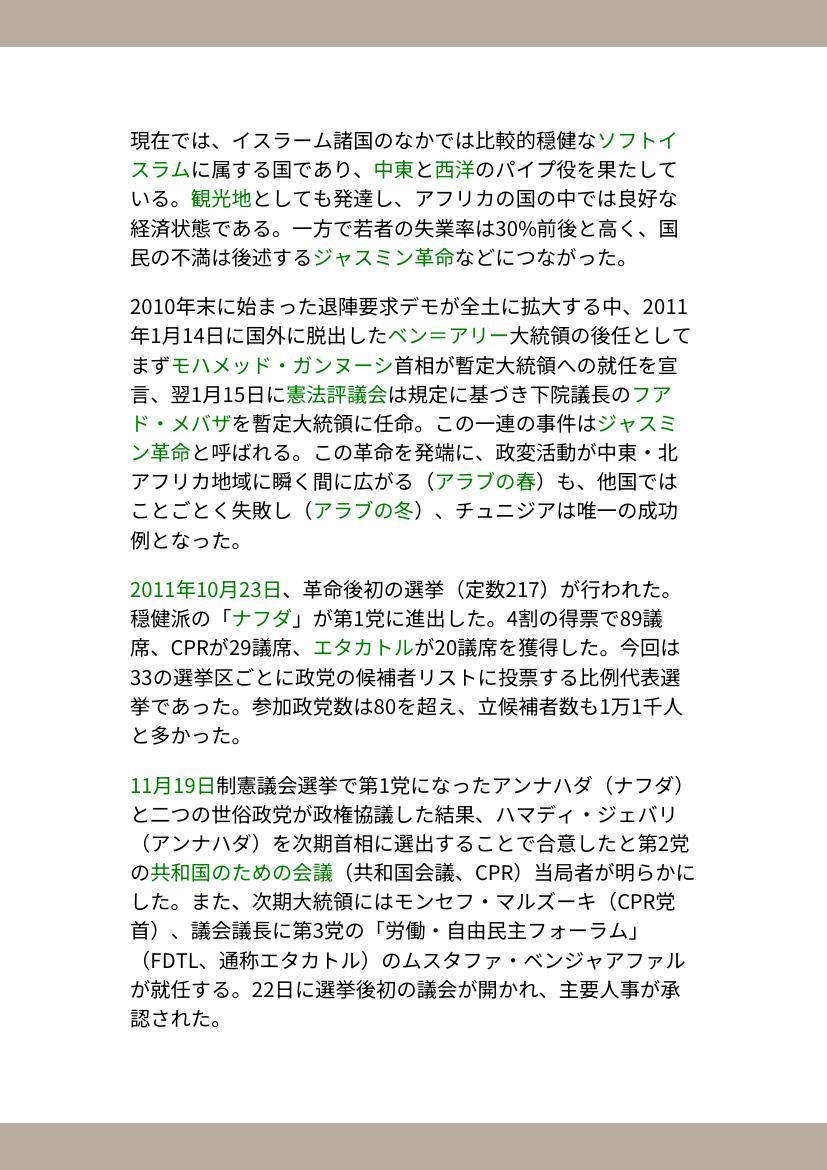 現在では、イスラーム諸国のなかでは比較的穏健なソフトイ
スラムに属する国であり、中東と西洋のパイプ役を果たして
いる。観光地としても発達し、アフリカの国の中では良好な
経済状態である。一方で若者の失業率は30%前後と高く、国
民の不満は後述するジャスミン革命などにつながった。
2010年末に始まった退陣要求デモが全土に拡大する中、2011
年1月14日に国外に脱出したベン＝アリー大統領の後任として
まずモハメッド・ガンヌーシ首相が暫定大統領への就任を宣
言、翌1月15日に憲法評議会は規定に基づき下院議長のフア
ド・メバザを暫定大統領に任命。この一連の事件はジャスミ
ン革命と呼ばれる。この革命を発端に、政変活動が中東・北
アフリカ地域に瞬く間に広がる（アラブの春）も、他国では
ことごとく失敗し（アラブの冬）、チュニジアは唯一の成功
例となった。
2011年10月23日、革命後初の選挙（定数217）が行われた。
穏健派の「ナフダ」が第1党に進出した。4割の得票で89議
席、CPRが29議席、エタカトルが20議席を獲得した。今回は
33の選挙区ごとに政党の候補者リストに投票する比例代表選
挙であった。参加政党数は80を超え、立候補者数も1万1千人
と多かった。
11月19日制憲議会選挙で第1党になったアンナハダ（ナフダ）
と二つの世俗政党が政権協議した結果、ハマディ・ジェバリ
（アンナハダ）を次期首相に選出することで合意したと第2党
の共和国のための会議（共和国会議、CPR）当局者が明らかに
した。また、次期大統領にはモンセフ・マルズーキ（CPR党
首）、議会議長に第3党の「労働・自由民主フォーラム」
（FDTL、通称エタカトル）のムスタファ・ベンジャアファル
が就任する。22日に選挙後初の議会が開かれ、主要人事が承
認された。